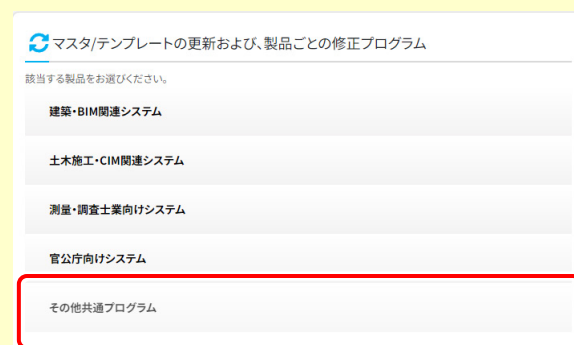 マスタ/テンプレートの更新および、製品ごとの修正プログラム
該当する製品をお選びください。
建築・BIM関連システム
土木施工・CIM関連システム
測量・調査士業向けシステム
官公庁向けシステム
その他共通プログラム